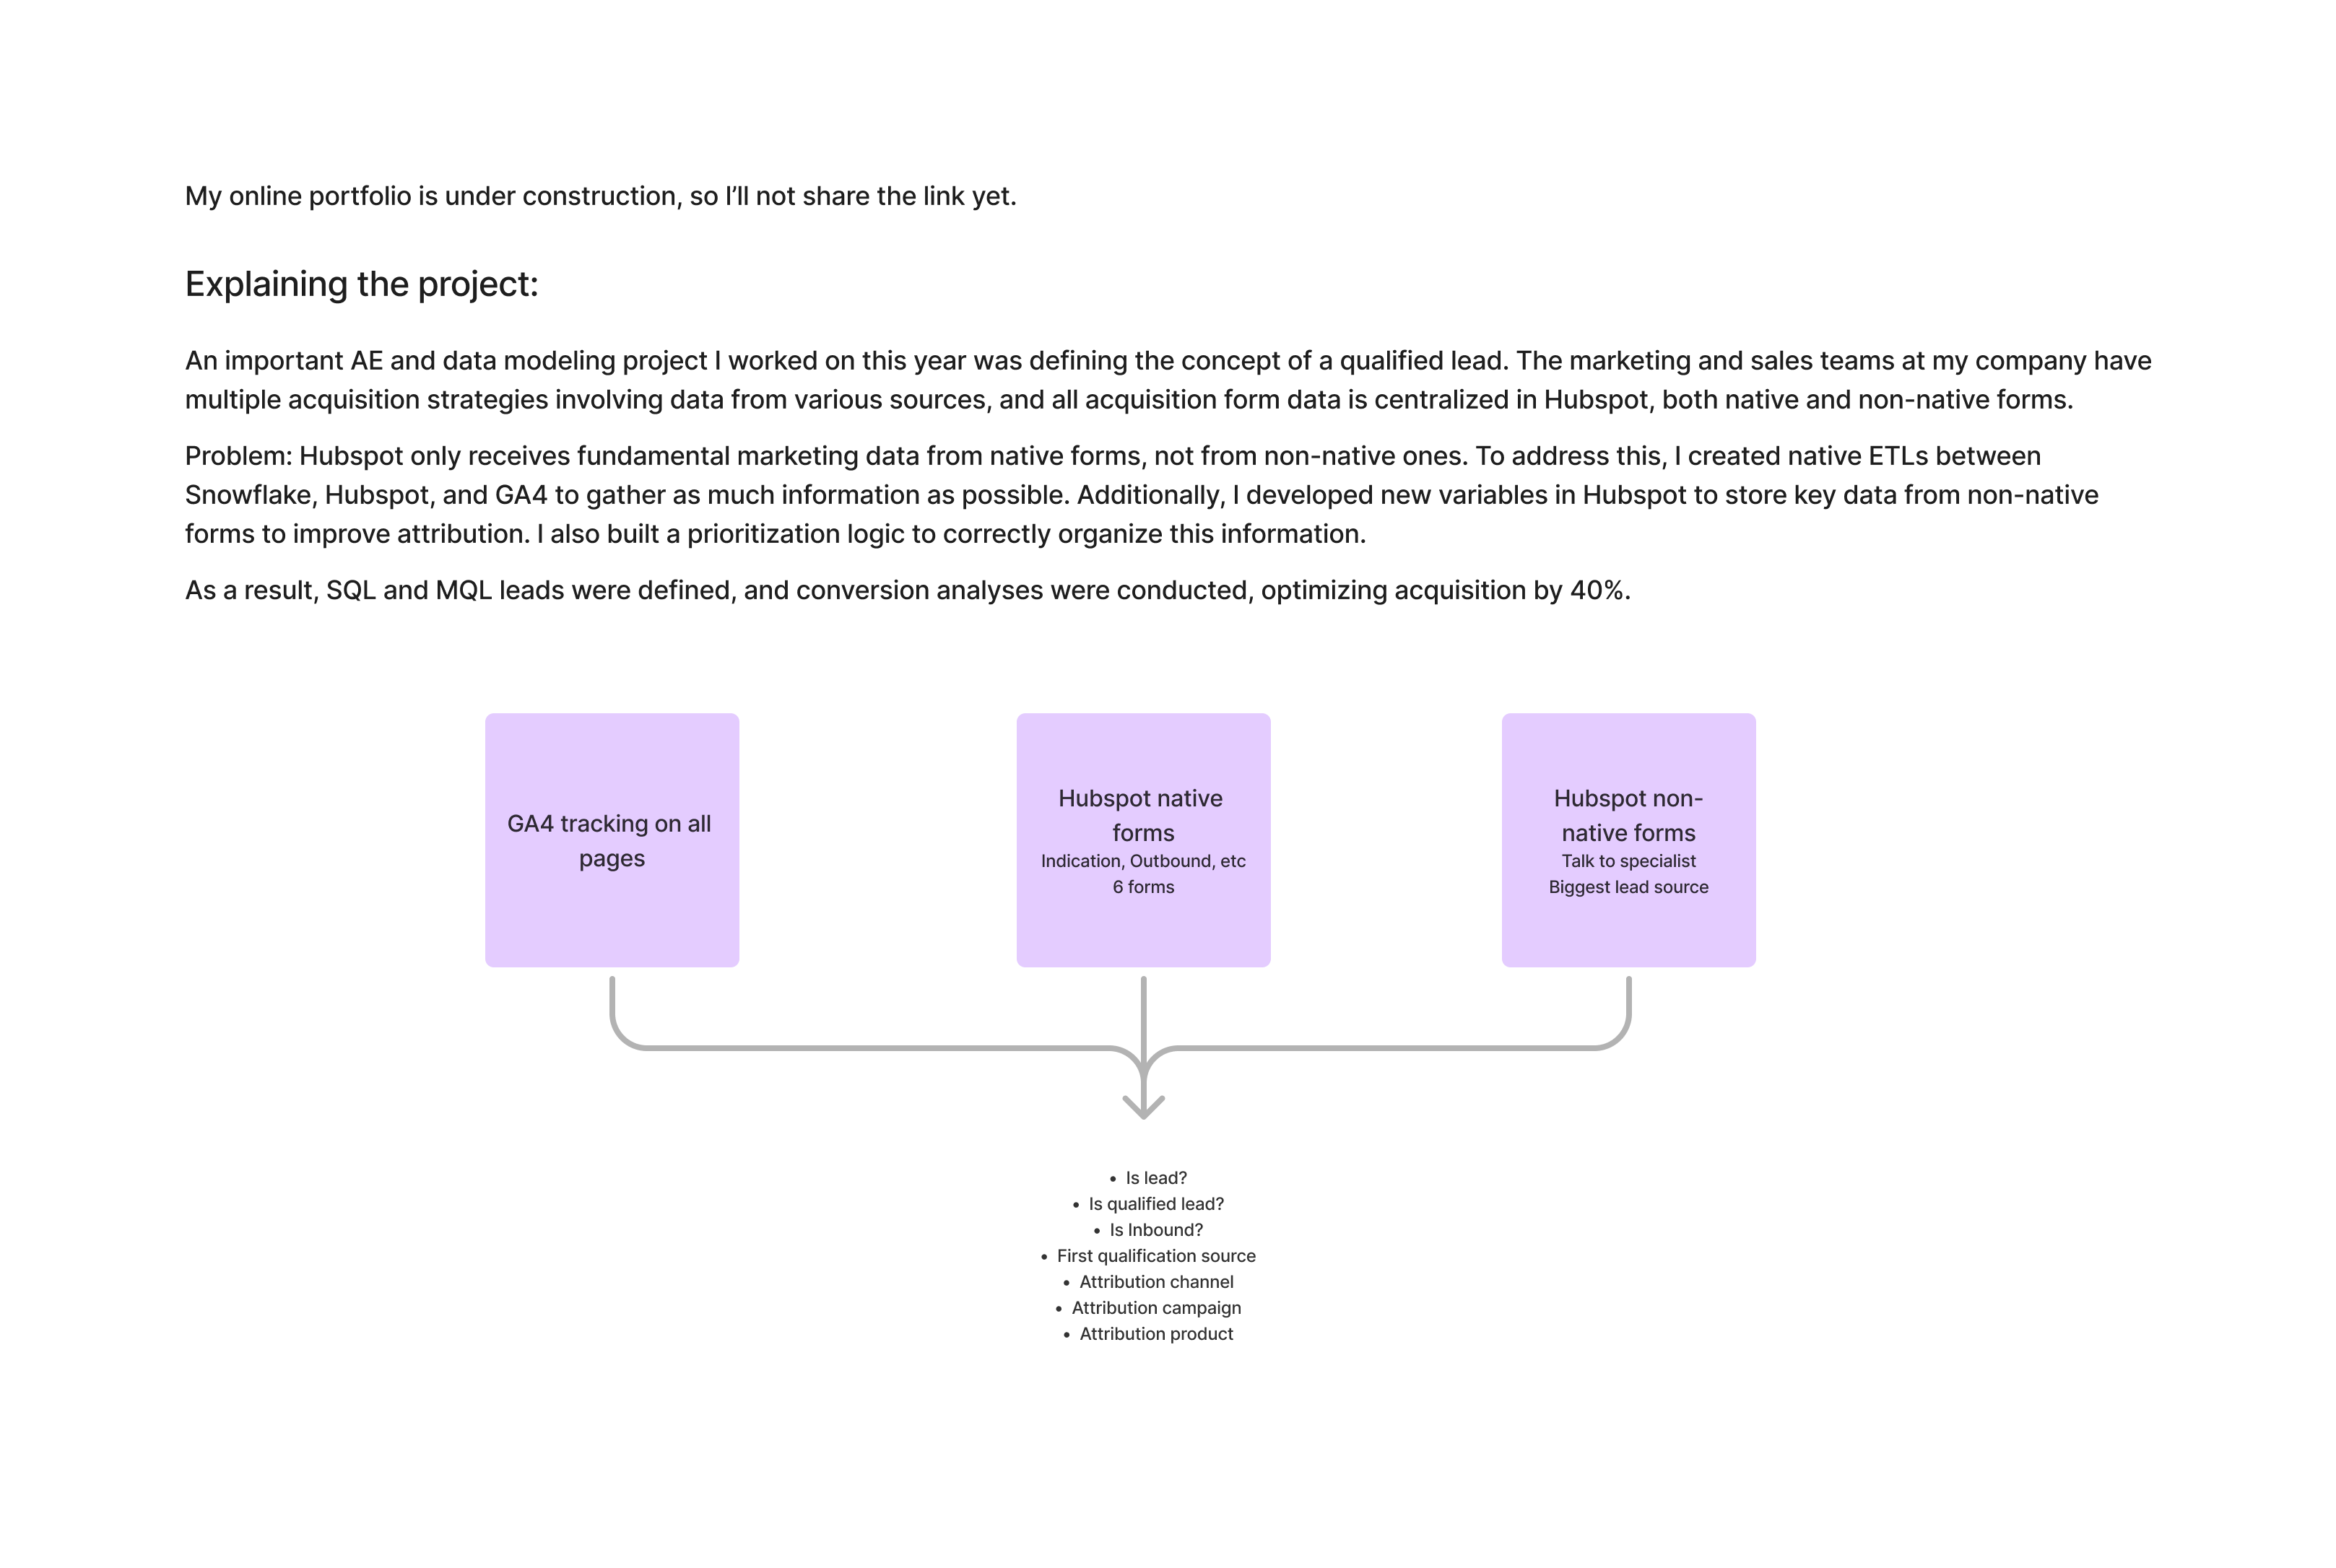 My online portfolio is under construction, so I’ll not share the link yet.
Explaining the project:
An important AE and data modeling project I worked on this year was defining the concept of a qualified lead. The marketing and sales teams at my company have
multiple acquisition strategies involving data from various sources, and all acquisition form data is centralized in Hubspot, both native and non-native forms.
Problem: Hubspot only receives fundamental marketing data from native forms, not from non-native ones. To address this, I created native ETLs between
Snowflake, Hubspot, and GA4 to gather as much information as possible. Additionally, I developed new variables in Hubspot to store key data from non-native
forms to improve attribution. I also built a prioritization logic to correctly organize this information.
As a result, SQL and MQL leads were defined, and conversion analyses were conducted, optimizing acquisition by 40%.
GA4 tracking on all
pages
Hubspot native
forms
Indication, Outbound, etc
6 forms
Hubspot non-
native forms
Talk to specialist
Biggest lead source
• Is lead?
• Is qualified lead?
• Is Inbound?
• First qualification source
• Attribution channel
• Attribution campaign
• Attribution product